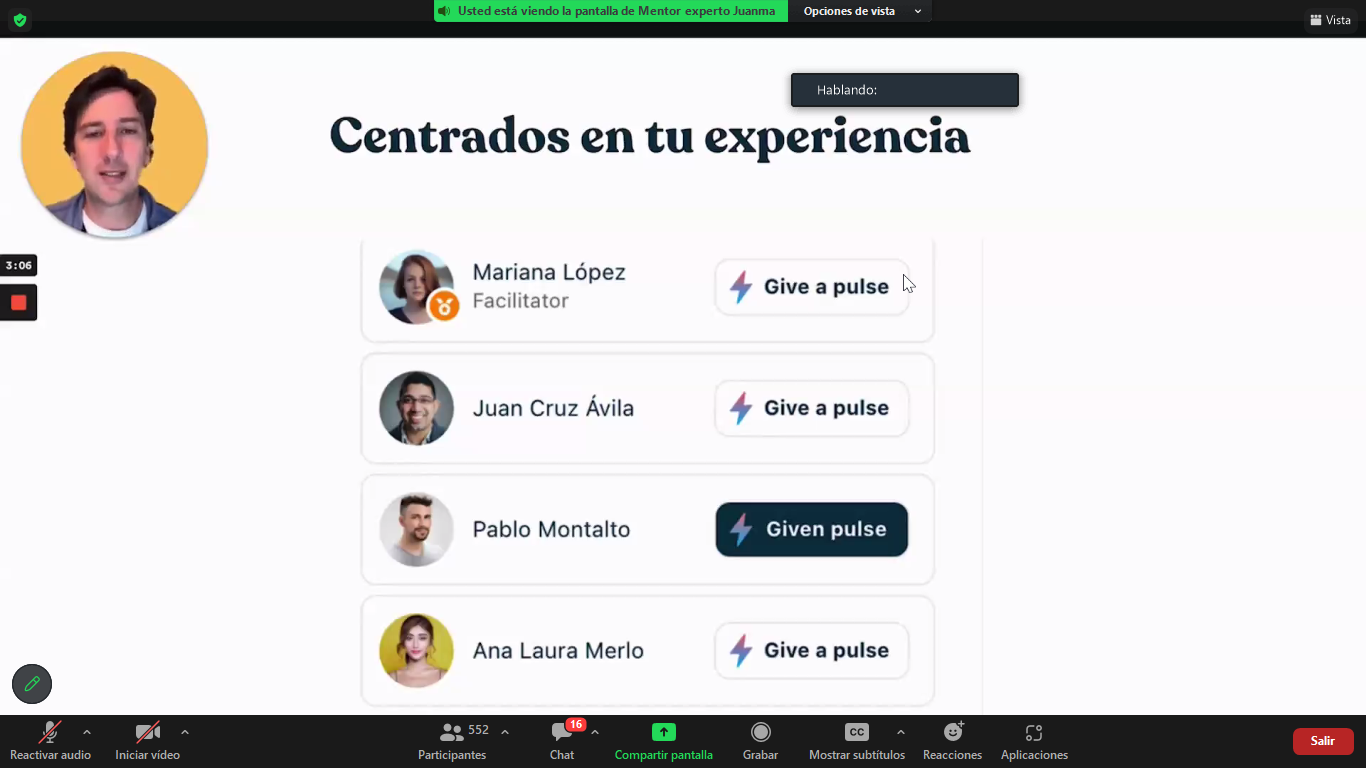 Usted está viendo la pantalla de Mentor experto Juanma
Opciones de vista
Vista
Hablando:
Centrados en tu experiencia
3:06
Mariana López
Facilitator
Give a pulse
Juan Cruz Ávila
Give a pulse
Pablo Montalto
Given pulse
Ana Laura Merlo
Give a pulse
Reactivar audio
Iniciar vídeo
552
Participantes
16
Chat
Compartir pantalla
Grabar
CC
Mostrar subtítulos
Reacciones
Aplicaciones
Salir